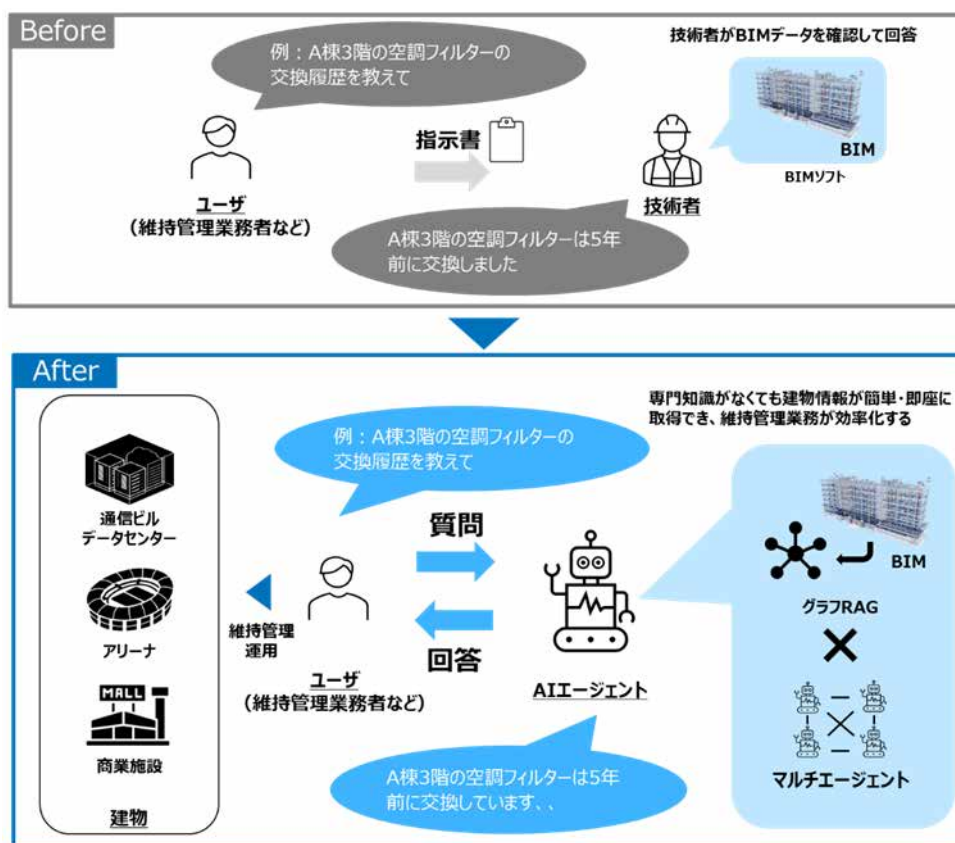 Before
例：A棟3階の空調フィルターの
交換履歴を教えて
技術者がBIMデータを確認して回答
指示書
BIM
BIMソフト
ユーザ
（維持管理業務者など）
技術者
A棟3階の空調フィルターは5年
前に交換しました
After
専門知識がなくても建物情報が簡単・即座に
取得でき、維持管理業務が効率化する
例：A棟3階の空調フィルターの
交換履歴を教えて
通信ビル
データセンター
質問
BIM
グラフRAG
アリーナ
維持管理
運用
回答
ユーザ
（維持管理業務者など）
AIエージェント
MALL
商業施設
マルチエージェント
A棟3階の空調フィルターは5年
前に交換しています、、
建物